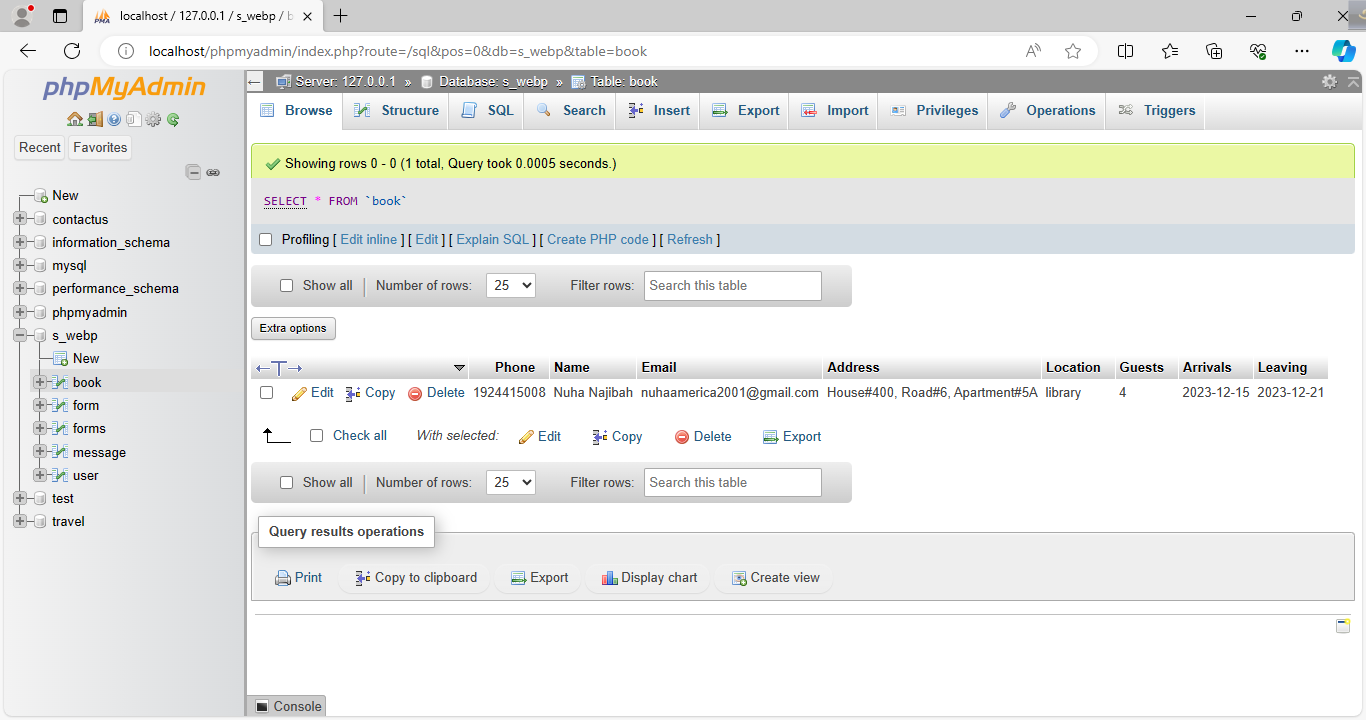 localhost / 127.0.0.1 / s_webp / b
localhost/phpmyadmin/index.php?route=/sql&pos=0&db=s_webp&table=book
phpMyAdmin
Recent Favorites
New
contactus
information_schema
mysql
performance_schema
phpmyadmin
s_webp
New
book
form
forms
message
user
test
travel
Server: 127.0.0.1 » Database: s_webp » Table: book
Browse Structure SQL Search Insert Export Import Privileges Operations Triggers
Showing rows 0 - 0 (1 total, Query took 0.0005 seconds.)
SELECT * FROM `book`
Profiling [ Edit inline ] [ Edit ] [ Explain SQL ] [ Create PHP code ] [ Refresh ]
Show all Number of rows: 25 Filter rows: Search this table
Extra options
Phone Name Email Address Location Guests Arrivals Leaving
Edit Copy Delete 1924415008 Nuha Najibah nuhaamerica2001@gmail.com House#400, Road#6, Apartment#5A library 4 2023-12-15 2023-12-21
Check all With selected: Edit Copy Delete Export
Show all Number of rows: 25 Filter rows: Search this table
Query results operations
Print Copy to clipboard Export Display chart Create view
Console